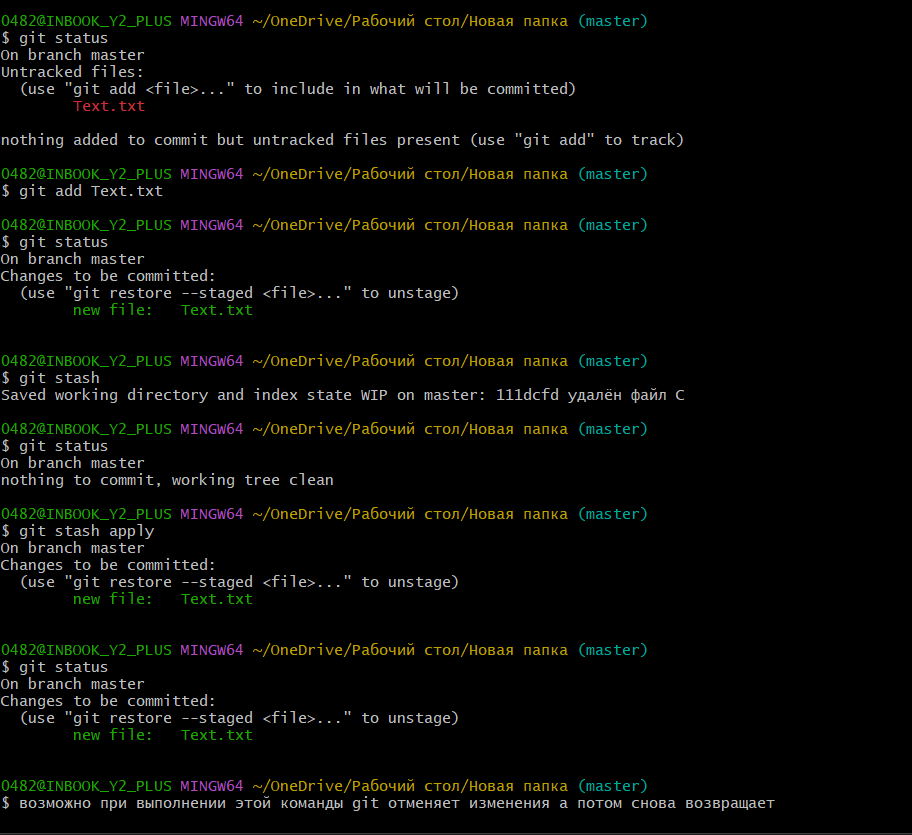 0482@INBOOK_Y2_PLUS MINGW64 ~/OneDrive/Рабочий стол/Новая папка (master)
$ git status
On branch master
Untracked files:
  (use "git add <file>..." to include in what will be committed)
        Text.txt

nothing added to commit but untracked files present (use "git add" to track)

0482@INBOOK_Y2_PLUS MINGW64 ~/OneDrive/Рабочий стол/Новая папка (master)
$ git add Text.txt

0482@INBOOK_Y2_PLUS MINGW64 ~/OneDrive/Рабочий стол/Новая папка (master)
$ git status
On branch master
Changes to be committed:
  (use "git restore --staged <file>..." to unstage)
        new file:   Text.txt


0482@INBOOK_Y2_PLUS MINGW64 ~/OneDrive/Рабочий стол/Новая папка (master)
$ git stash
Saved working directory and index state WIP on master: 111dcfd удалён файл C

0482@INBOOK_Y2_PLUS MINGW64 ~/OneDrive/Рабочий стол/Новая папка (master)
$ git status
On branch master
nothing to commit, working tree clean

0482@INBOOK_Y2_PLUS MINGW64 ~/OneDrive/Рабочий стол/Новая папка (master)
$ git stash apply
On branch master
Changes to be committed:
  (use "git restore --staged <file>..." to unstage)
        new file:   Text.txt


0482@INBOOK_Y2_PLUS MINGW64 ~/OneDrive/Рабочий стол/Новая папка (master)
$ git status
On branch master
Changes to be committed:
  (use "git restore --staged <file>..." to unstage)
        new file:   Text.txt


0482@INBOOK_Y2_PLUS MINGW64 ~/OneDrive/Рабочий стол/Новая папка (master)
$ возможно при выполнении этой команды git отменяет изменения а потом снова возвращает